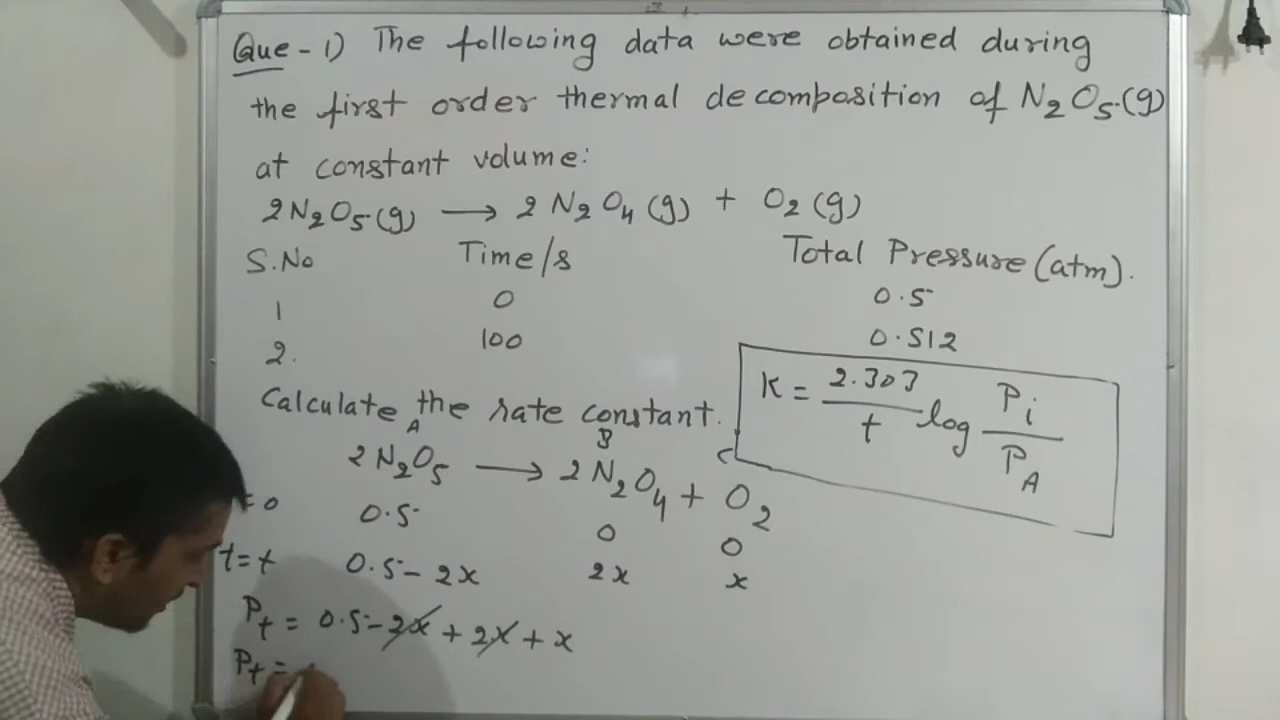 Que - 1) The following data were obtained during
the first order thermal decomposition of N2O5(g)
at constant volume:
2N2O5(g) → 2N2O4(g) + O2(g)
S.No Time/s Total Pressure (atm).
1 0 0.5
2. 100 0.512
Calculate the rate constant.
K = 2.303/t log Pi/PA
A B C
2N2O5 → 2N2O4 + O2
= 0 0.5 0 0
t=t 0.5-2x 2x x
Pt = 0.5-2x + 2x + x
Pt =